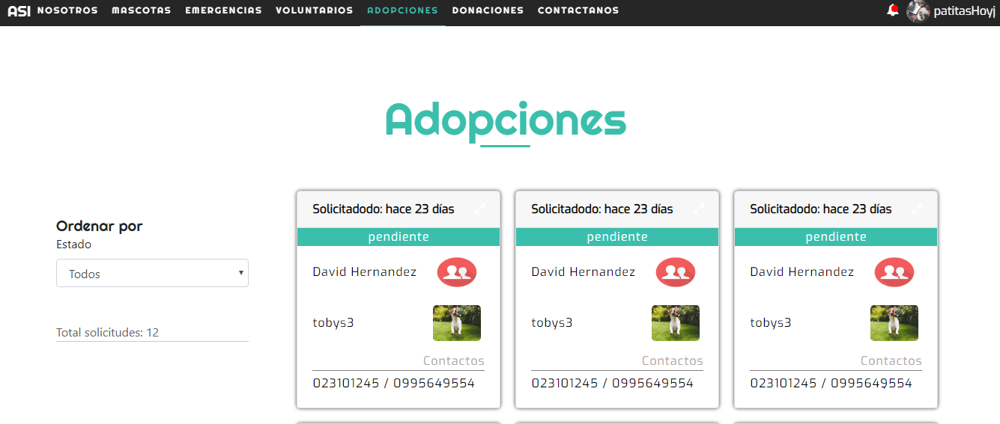 ASI NOSOTROS MASCOTAS EMERGENCIAS VOLUNTARIOS ADOPCIONES DONACIONES CONTACTANOS patitasHoyj
Adopciones
Ordenar por
Estado
Todos
Total solicitudes: 12
Solicitadodo: hace 23 días
pendiente
David Hernandez
tobys3
Contactos
023101245 / 0995649554
Solicitadodo: hace 23 días
pendiente
David Hernandez
tobys3
Contactos
023101245 / 0995649554
Solicitadodo: hace 23 días
pendiente
David Hernandez
tobys3
Contactos
023101245 / 0995649554